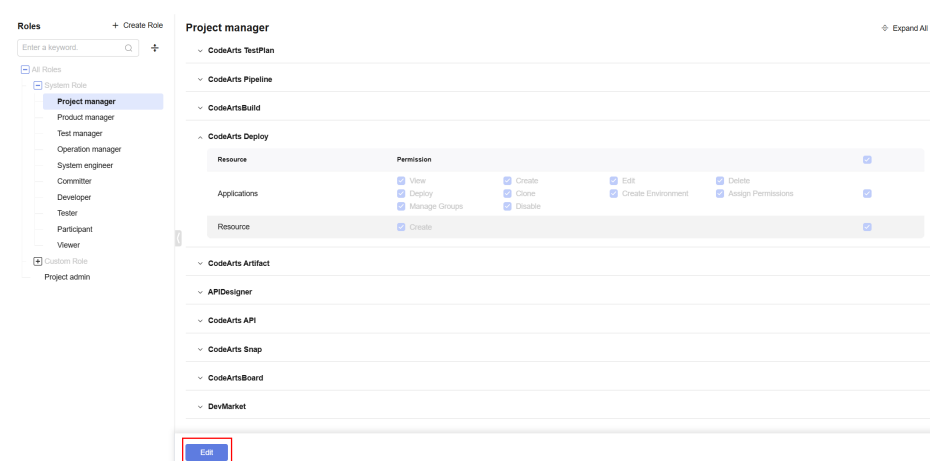 Roles
+ Create Role
Enter a keyword.
All Roles
System Role
Project manager
Product manager
Test manager
Operation manager
System engineer
Committer
Developer
Tester
Participant
Viewer
Custom Role
Project admin
Project manager
Expand All
CodeArts TestPlan
CodeArts Pipeline
CodeArtsBuild
CodeArts Deploy
Resource Permission
Applications
View Create Edit Delete
Deploy Clone Create Environment Assign Permissions
Manage Groups Disable
Resource Create
CodeArts Artifact
APIDesigner
CodeArts API
CodeArts Snap
CodeArtsBoard
DevMarket
Edit